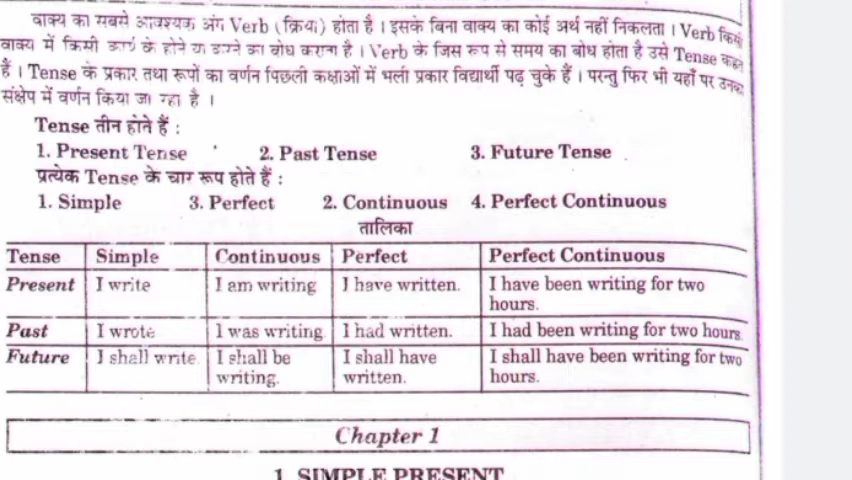 वाक्य का सबसे आवश्यक अंग Verb (क्रिया) होता है । इसके बिना वाक्य का कोई अर्थ नहीं निकलता । Verb किसी
वाक्य में किसी कार्य के होने या करने का बोध कराता है । Verb के जिस रूप से समय का बोध होता है उसे Tense कहते
हैं । Tense के प्रकार तथा रूपों का वर्णन पिछली कक्षाओं में भली प्रकार विद्यार्थी पढ़ चुके हैं । परन्तु फिर भी यहाँ पर उनका
संक्षेप में वर्णन किया जा रहा है ।
Tense तीन होते हैं :
1. Present Tense 2. Past Tense 3. Future Tense
प्रत्येक Tense के चार रूप होते हैं :
1. Simple 3. Perfect 2. Continuous 4. Perfect Continuous
तालिका
Tense Simple Continuous Perfect Perfect Continuous
Present I write I am writing I have written. I have been writing for two
hours.
Past I wrote I was writing I had written. I had been writing for two hours.
Future I shall write. I shall be I shall have I shall have been writing for two
writing. written. hours.
Chapter 1
1. SIMPLE PRESENT